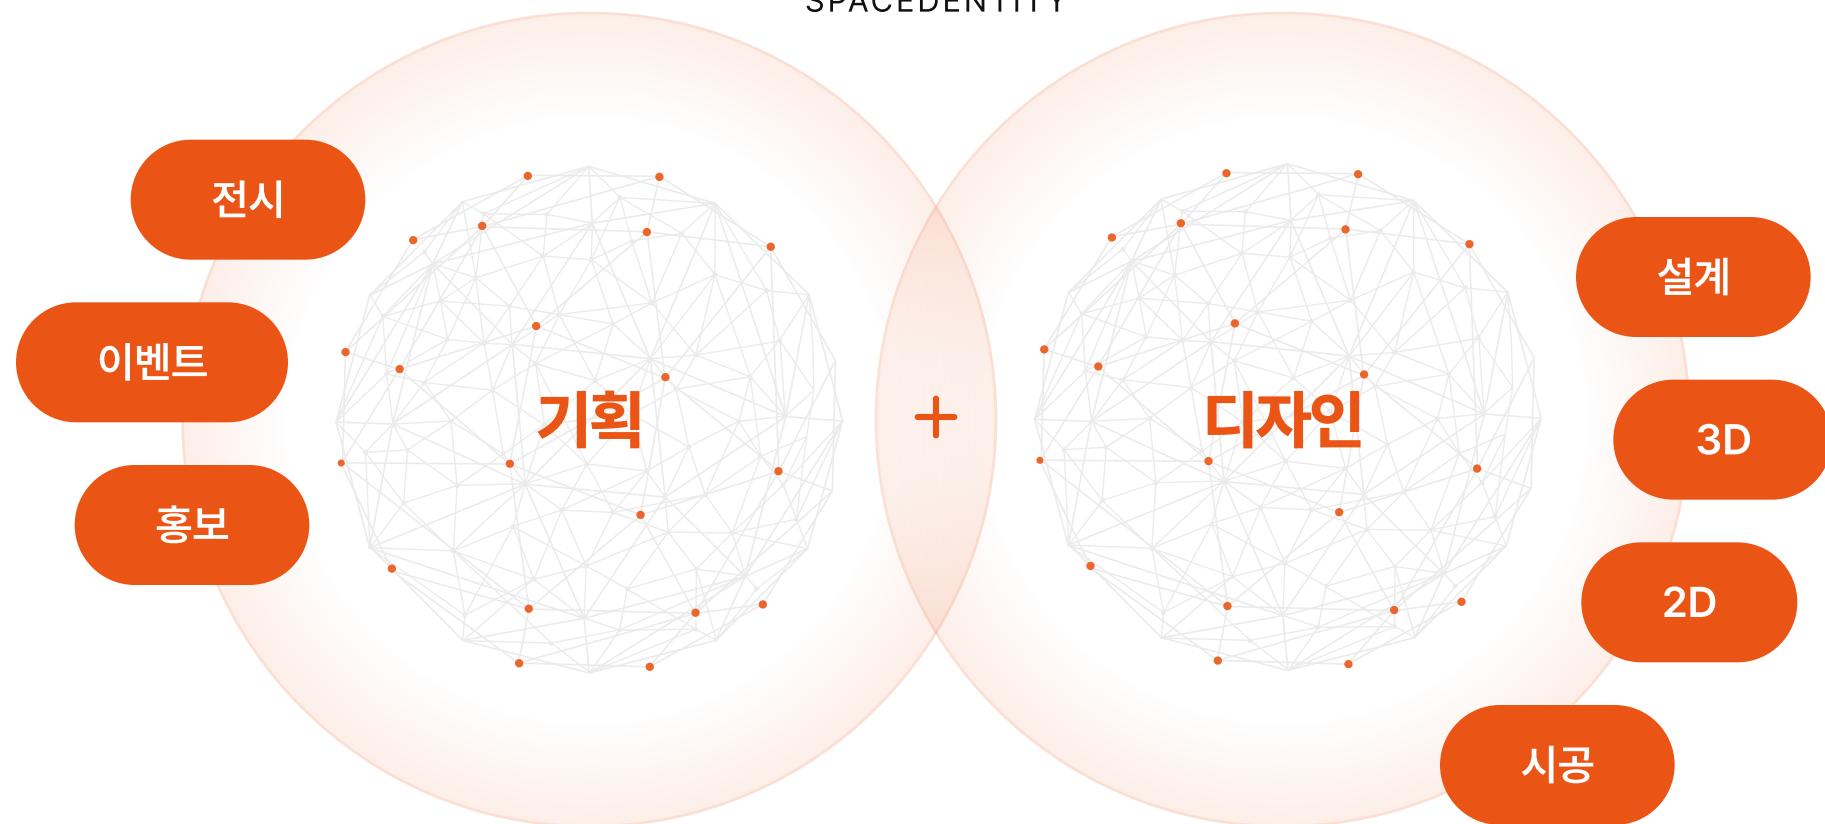 SPACEDENTITY
전시
이벤트
홍보
기획
+
디자인
설계
3D
2D
시공